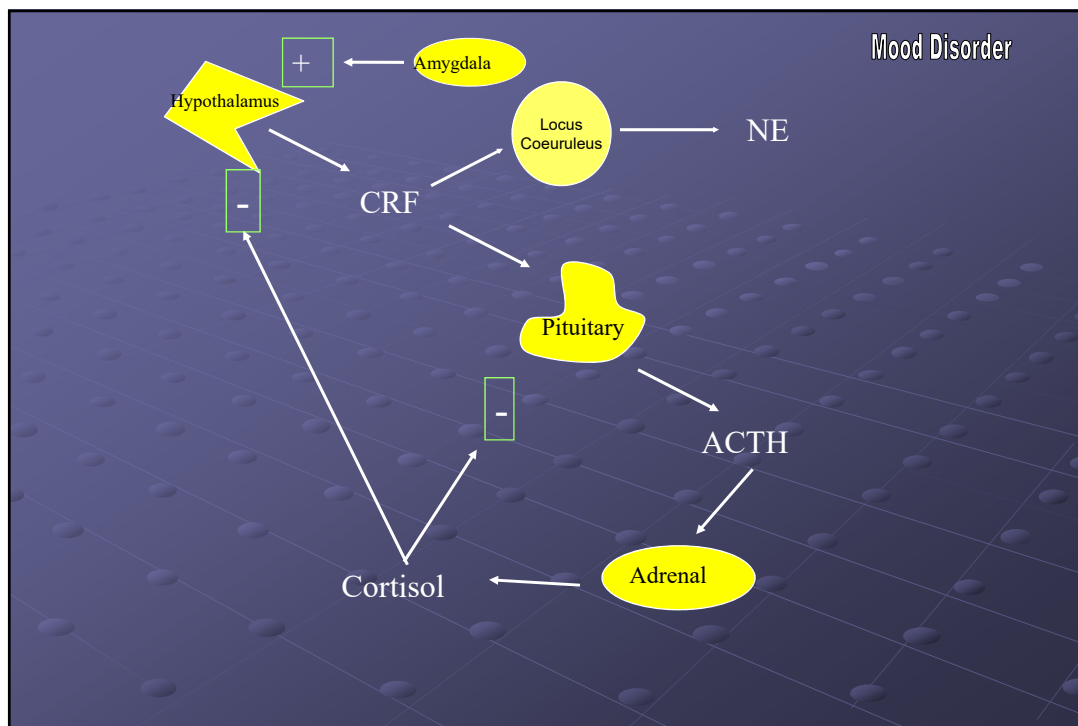 Mood Disorder
+
Amygdala
Hypothalamus
Locus
Coeuruleus
NE
CRF
-
Pituitary
-
ACTH
Adrenal
Cortisol